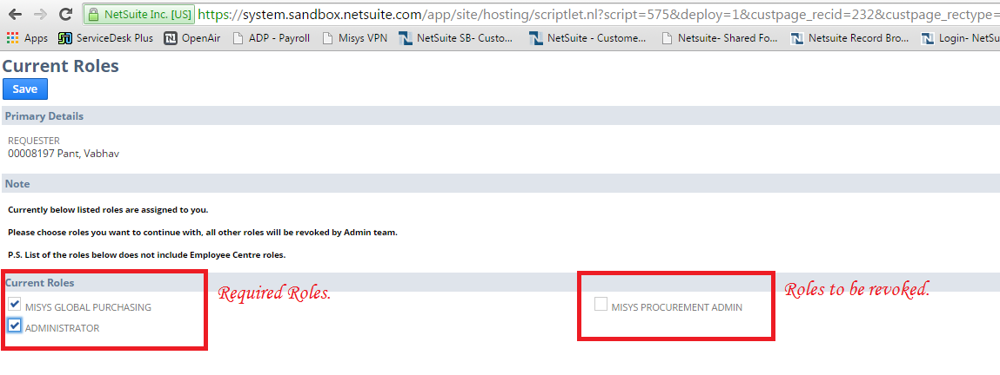 NetSuite Inc. [US] https://system.sandbox.netsuite.com/app/site/hosting/scriptlet.nl?script=575&deploy=1&custpage_recid=232&custpage_rectype=
Apps ServiceDesk Plus OpenAir ADP - Payroll Misys VPN NetSuite SB- Custo... NetSuite - Custome... Netsuite- Shared Fo... Netsuite Record Bro... Login- NetSu
Current Roles
Save
Primary Details
REQUESTER
00008197 Pant, Vabhav
Note
Currently below listed roles are assigned to you.
Please choose roles you want to continue with, all other roles will be revoked by Admin team.
P.S. List of the roles below does not include Employee Centre roles.
Current Roles
Required Roles.
Roles to be revoked.
MISYS GLOBAL PURCHASING
MISYS PROCUREMENT ADMIN
ADMINISTRATOR